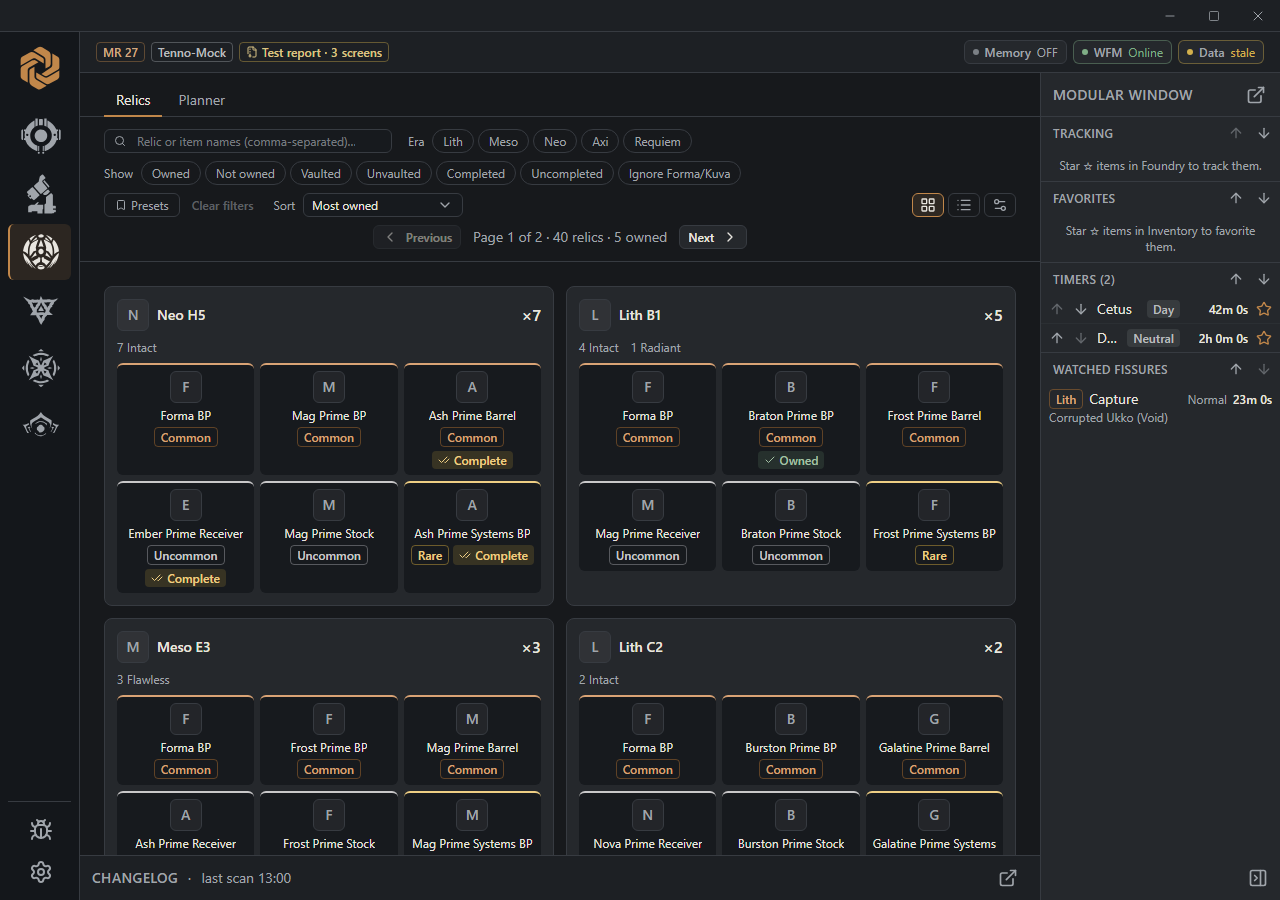 MR 27 Tenno-Mock Test report · 3 screens Memory OFF WFM Online Data stale
Relics Planner
Relic or item names (comma-separated)... Era Lith Meso Neo Axi Requiem
Show Owned Not owned Vaulted Unvaulted Completed Uncompleted Ignore Forma/Kuva
Presets Clear filters Sort Most owned
Previous Page 1 of 2 · 40 relics · 5 owned Next
N Neo H5 ×7
7 Intact
F M A
Forma BP Mag Prime BP Ash Prime Barrel
Common Common Common
Complete
E M A
Ember Prime Receiver Mag Prime Stock Ash Prime Systems BP
Uncommon Uncommon Rare Complete
Complete
L Lith B1 ×5
4 Intact 1 Radiant
F B F
Forma BP Braton Prime BP Frost Prime Barrel
Common Common Common
Owned
M B F
Mag Prime Receiver Braton Prime Stock Frost Prime Systems BP
Uncommon Uncommon Rare
M Meso E3 ×3
3 Flawless
F F M
Forma BP Frost Prime BP Mag Prime Barrel
Common Common Common
A F M
Ash Prime Receiver Frost Prime Stock Mag Prime Systems BP
L Lith C2 ×2
2 Intact
F B G
Forma BP Burston Prime BP Galatine Prime Barrel
Common Common Common
N B G
Nova Prime Receiver Burston Prime Stock Galatine Prime Systems
MODULAR WINDOW
TRACKING
Star ☆ items in Foundry to track them.
FAVORITES
Star ☆ items in Inventory to favorite
them.
TIMERS (2)
Cetus Day 42m 0s
D... Neutral 2h 0m 0s
WATCHED FISSURES
Lith Capture Normal 23m 0s
Corrupted Ukko (Void)
CHANGELOG · last scan 13:00